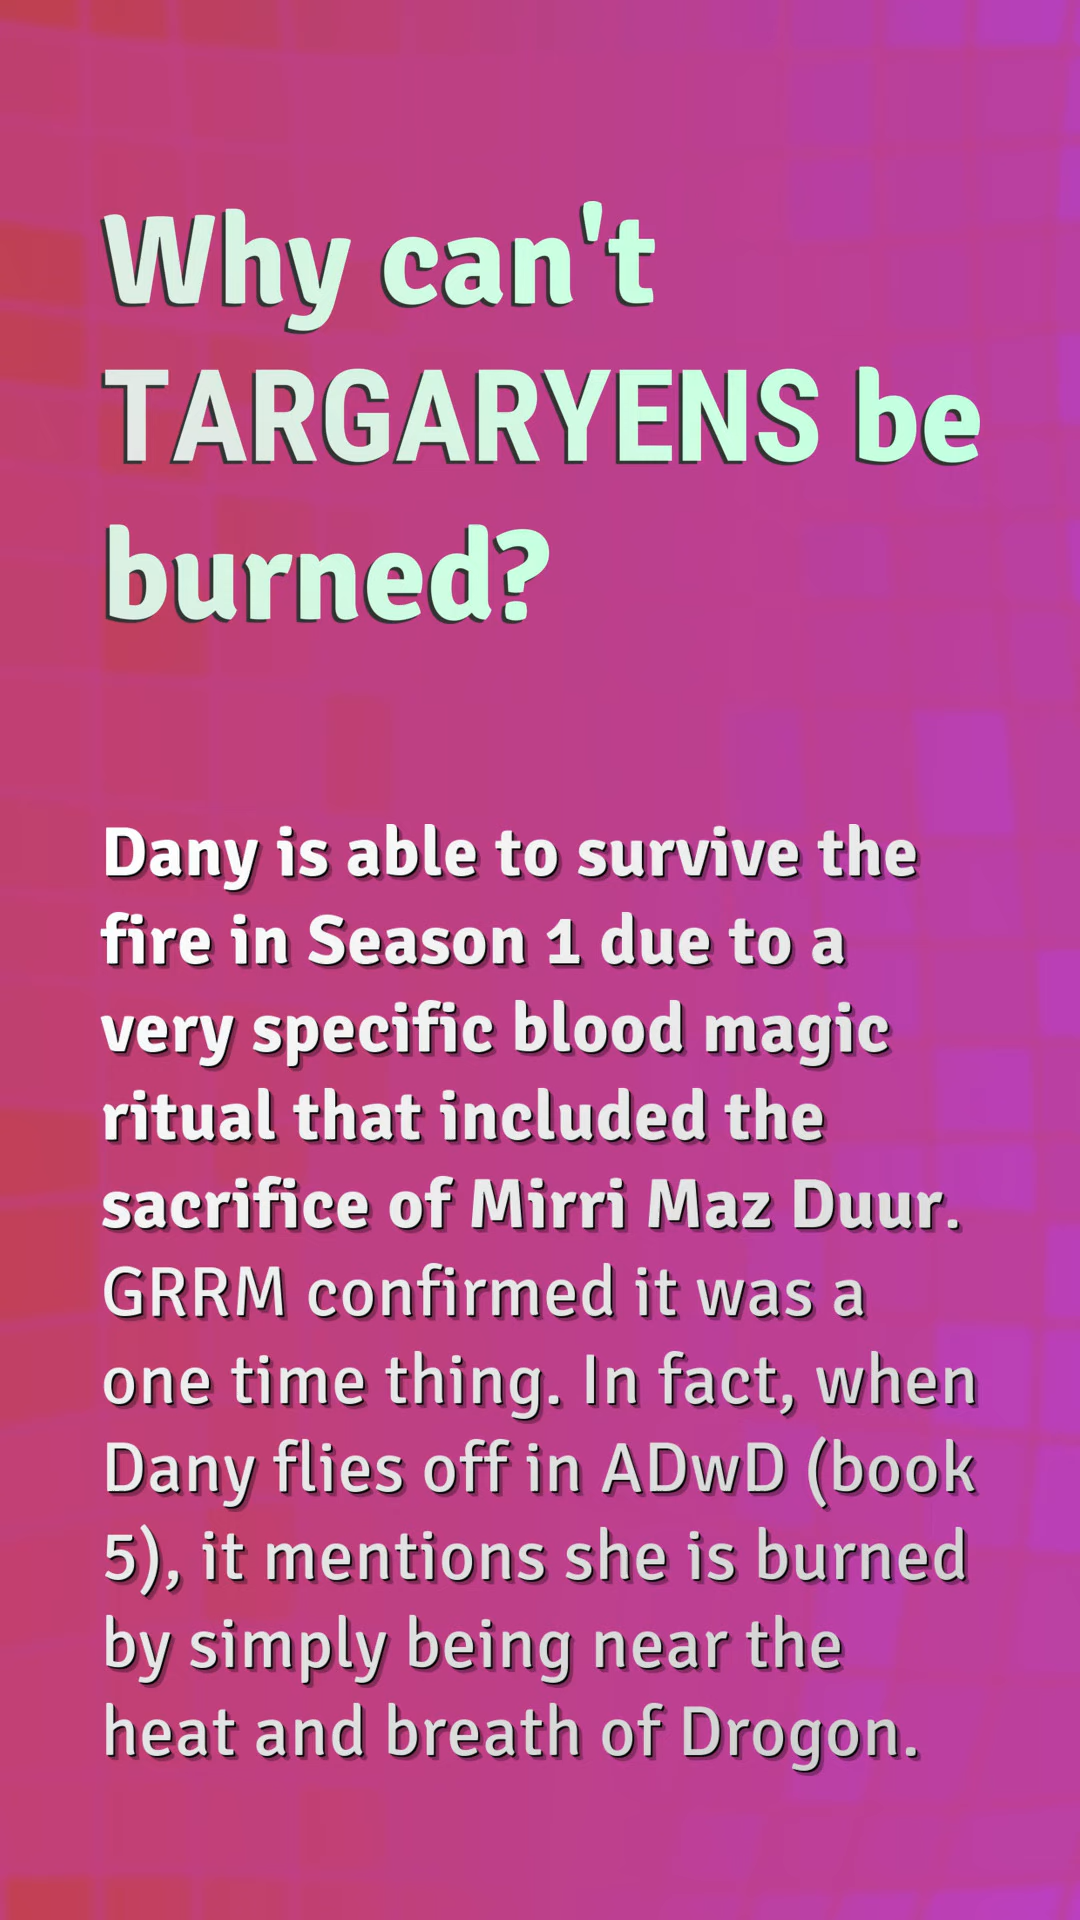 Why can't
TARGARYENS be
burned?
Dany is able to survive the
fire in Season 1 due to a
very specific blood magic
ritual that included the
sacrifice of Mirri Maz Duur.
GRRM confirmed it was a
one time thing. In fact, when
Dany flies off in ADwD (book
5), it mentions she is burned
by simply being near the
heat and breath of Drogon.